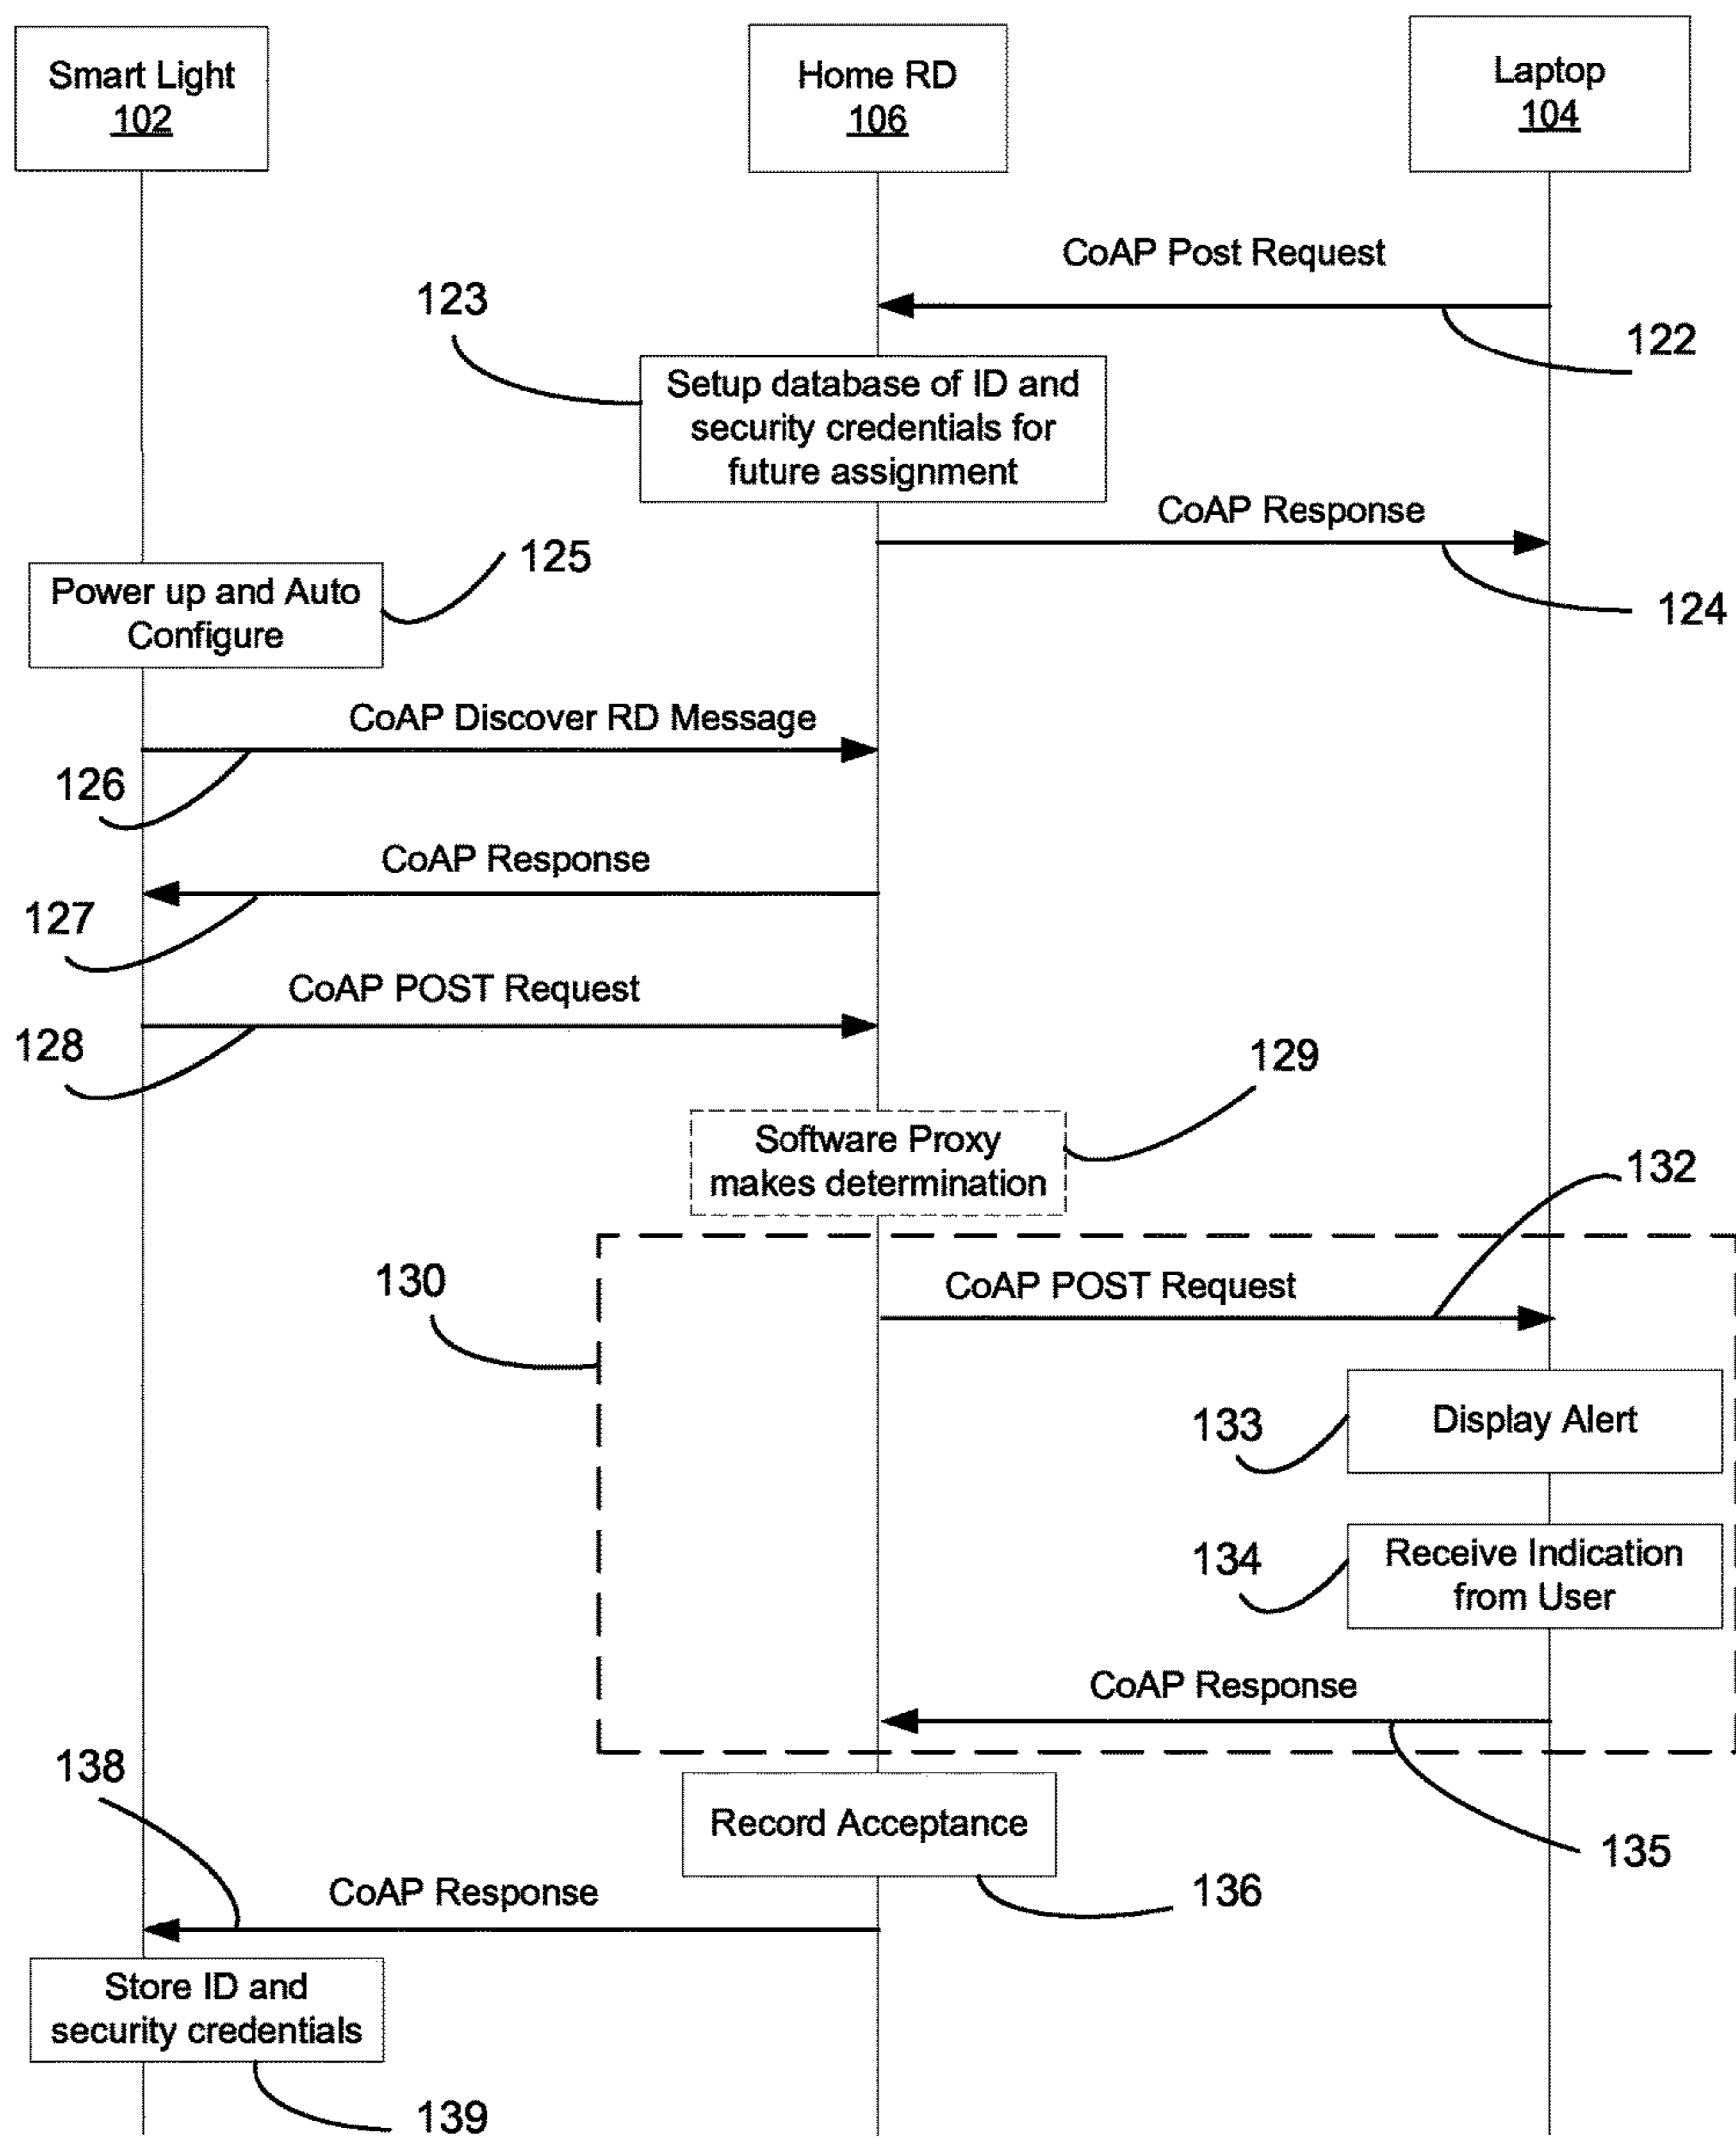 Smart Light
102
Home RD
106
Laptop
104
CoAP Post Request
122
123
Setup database of ID and
security credentials for
future assignment
CoAP Response
124
125
Power up and Auto
Configure
CoAP Discover RD Message
126
CoAP Response
127
CoAP POST Request
128
129
Software Proxy
makes determination
132
130
CoAP POST Request
133
Display Alert
134
Receive Indication
from User
CoAP Response
135
138
Record Acceptance
136
CoAP Response
Store ID and
security credentials
139